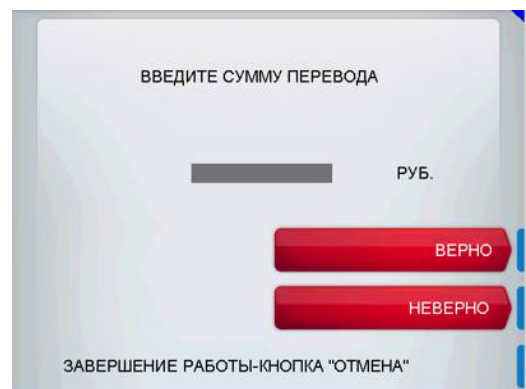 ВВЕДИТЕ СУММУ ПЕРЕВОДА
РУБ.
ВЕРНО
НЕВЕРНО
ЗАВЕРШЕНИЕ РАБОТЫ-КНОПКА "ОТМЕНА"